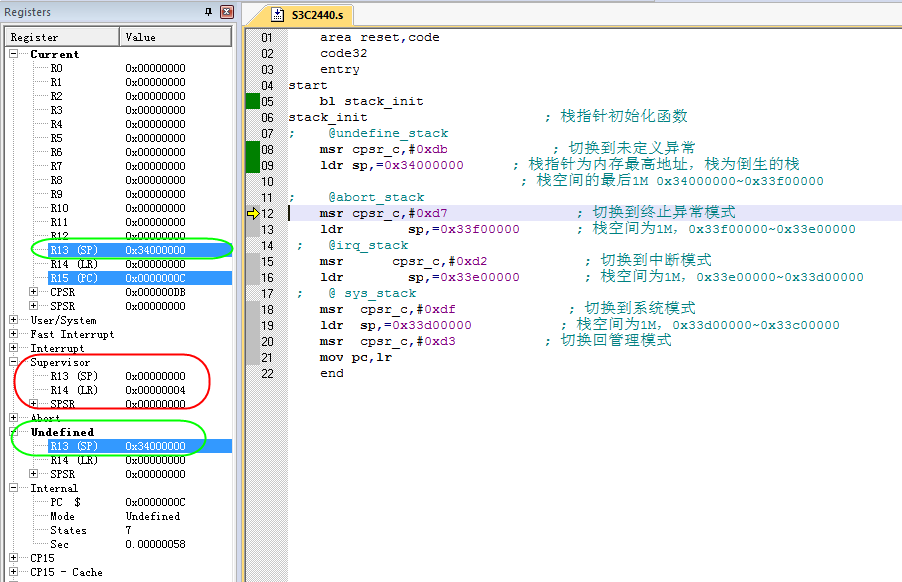 Registers
Register Value
Current
R0 0x00000000
R1 0x00000000
R2 0x00000000
R3 0x00000000
R4 0x00000000
R5 0x00000000
R6 0x00000000
R7 0x00000000
R8 0x00000000
R9 0x00000000
R10 0x00000000
R11 0x00000000
R12 0x00000000
R13 (SP) 0x34000000
R14 (LR) 0x00000000
R15 (PC) 0x0000000C
CPSR 0x000000DB
SPSR 0x00000000
User/System
Fast Interrupt
Interrupt
Supervisor
R13 (SP) 0x00000000
R14 (LR) 0x00000004
SPSR 0x00000000
Abort
Undefined
R13 (SP) 0x34000000
R14 (LR) 0x00000000
SPSR 0x00000000
Internal
PC $ 0x0000000C
Mode Undefined
States 7
Sec 0.00000058
CP15
CP15 - Cache
S3C2440.s
01 area reset,code
02 code32
03 entry
04 start
05 bl stack_init
06 stack_init ; 栈指针初始化函数
07 ; @undefine_stack
08 msr cpsr_c,#0xdb ; 切换到未定义异常
09 ldr sp,=0x34000000 ; 栈指针为内存最高地址，栈为倒生的栈
10 ; 栈空间的最后1M 0x34000000~0x33f00000
11 ; @abort_stack
12 msr cpsr_c,#0xd7 ; 切换到终止异常模式
13 ldr sp,=0x33f00000 ; 栈空间为1M，0x33f00000~0x33e00000
14 ; @irq_stack
15 msr cpsr_c,#0xd2 ; 切换到中断模式
16 ldr sp,=0x33e00000 ; 栈空间为1M，0x33e00000~0x33d00000
17 ; @ sys_stack
18 msr cpsr_c,#0xdf ; 切换到系统模式
19 ldr sp,=0x33d00000 ; 栈空间为1M，0x33d00000~0x33c00000
20 msr cpsr_c,#0xd3 ; 切换回管理模式
21 mov pc,lr
22 end